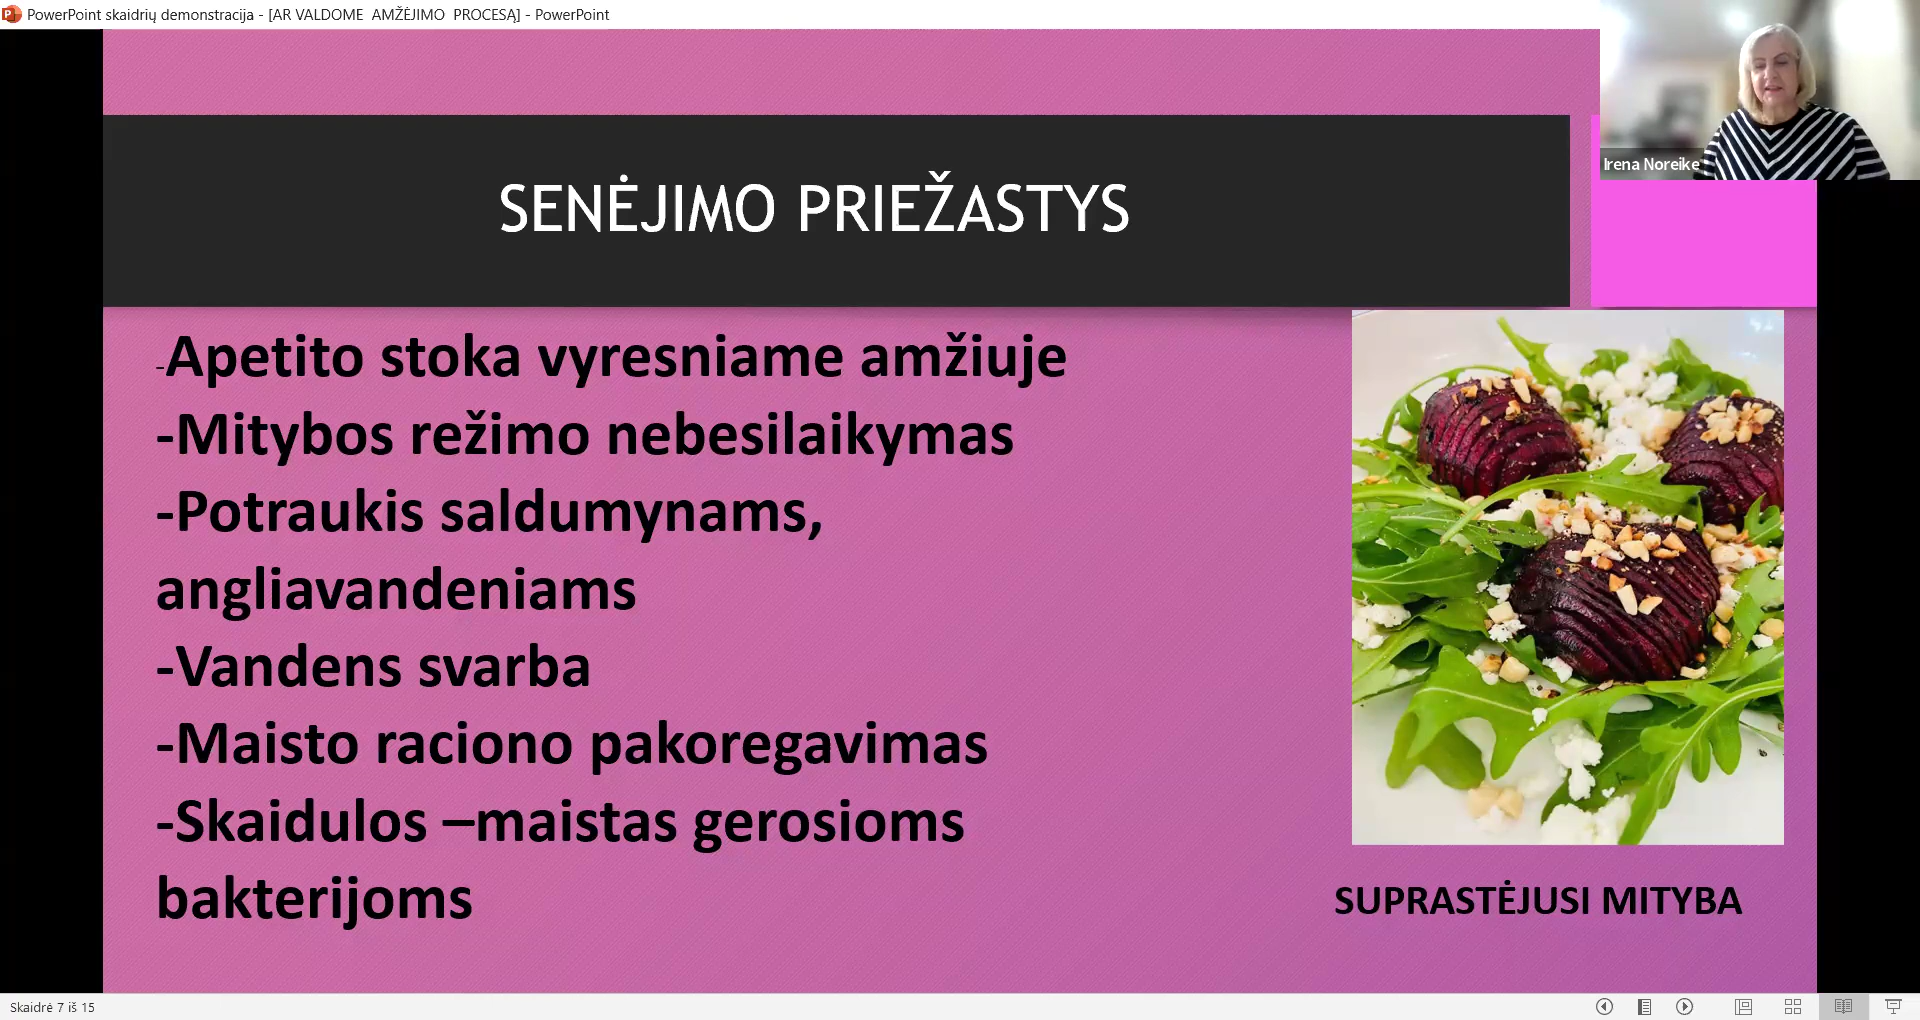 PowerPoint skaidrių demonstracija - [AR VALDOME AMŽĖJIMO PROCESĄ] - PowerPoint
Irena Noreike
SENĖJIMO PRIEŽASTYS
-Apetito stoka vyresniame amžiuje
-Mitybos režimo nebesilaikymas
-Potraukis saldumynams,
angliavandeniams
-Vandens svarba
-Maisto raciono pakoregavimas
-Skaidulos –maistas gerosioms
bakterijoms
SUPRASTĖJUSI MITYBA
Skaidrė 7 iš 15